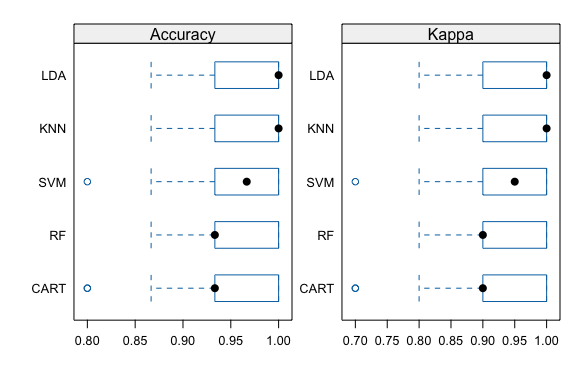 Accuracy
Kappa
LDA
LDA
KNN
KNN
SVM
SVM
RF
RF
CART
CART
0.80 0.85 0.90 0.95 1.00
0.70 0.75 0.80 0.85 0.90 0.95 1.00